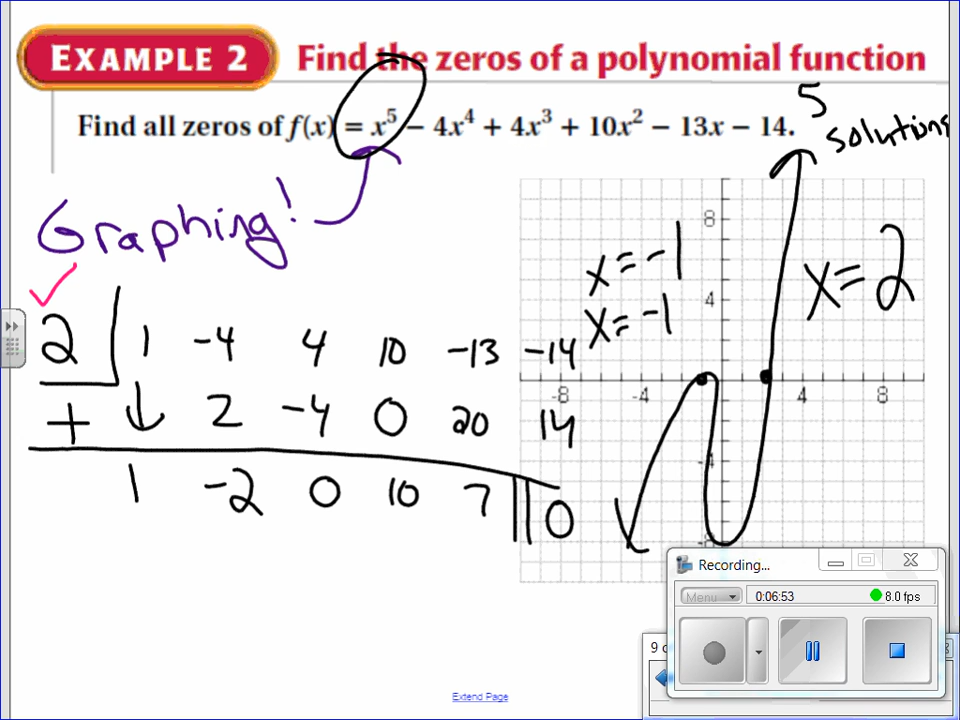 EXAMPLE 2 Find the zeros of a polynomial function
Find all zeros of f(x) = x⁵ − 4x⁴ + 4x³ + 10x² − 13x − 14.
5
solutions
Graphing!
x = -1
x = -1
x = 2
2 1 -4 4 10 -13 -14
+ ↓ 2 -4 0 20 14
1 -2 0 10 7 0
8
4
-8 -4 4 8
-4
Recording...
Menu 0:06:53 8.0 fps
Extend Page